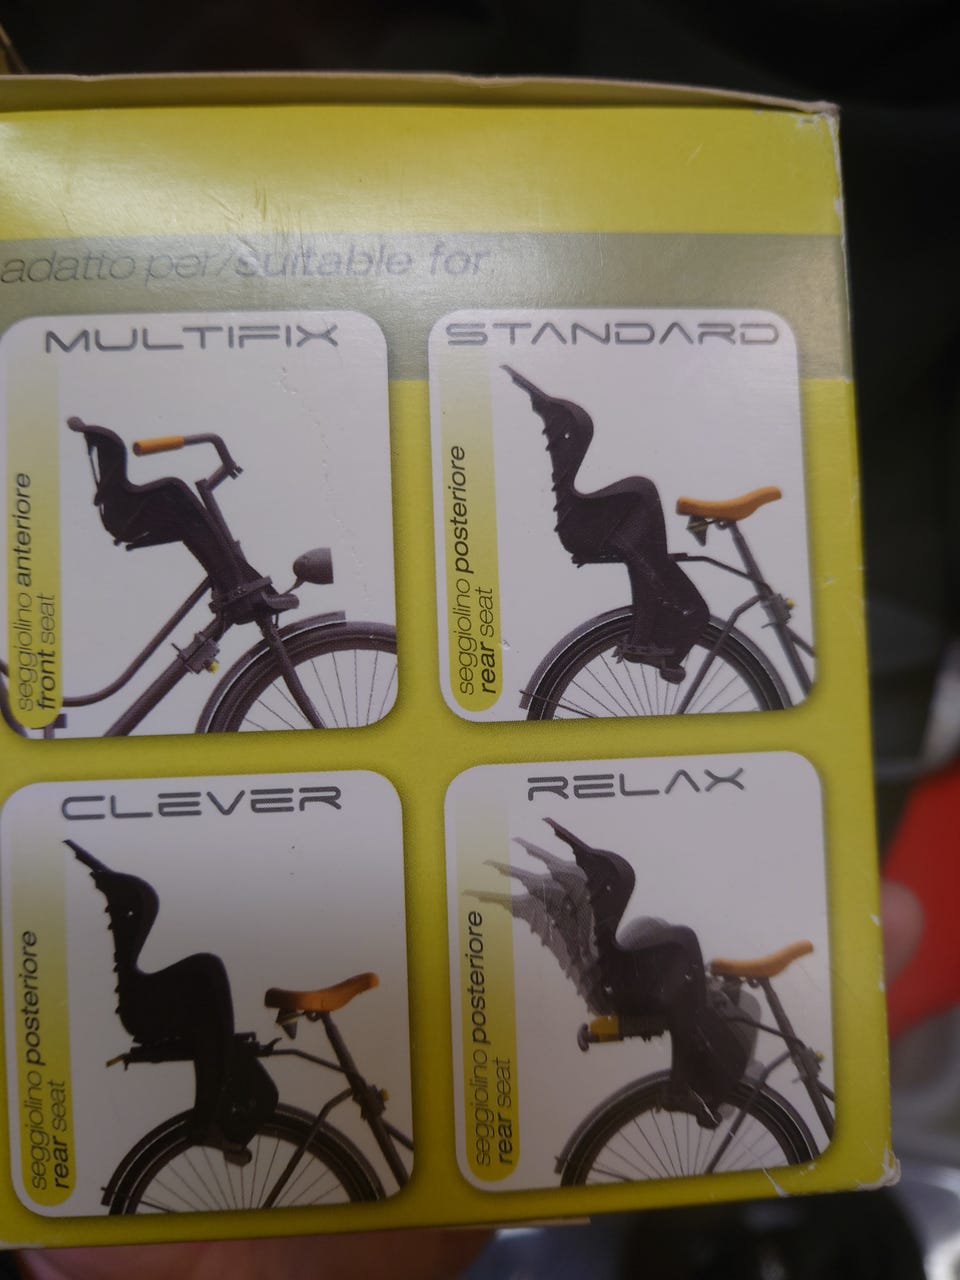 adatto per/suitable for
MULTIFIX
seggiolino anteriore
front seat
STANDARD
seggiolino posteriore
rear seat
CLEVER
seggiolino posteriore
rear seat
RELAX
seggiolino posteriore
rear seat